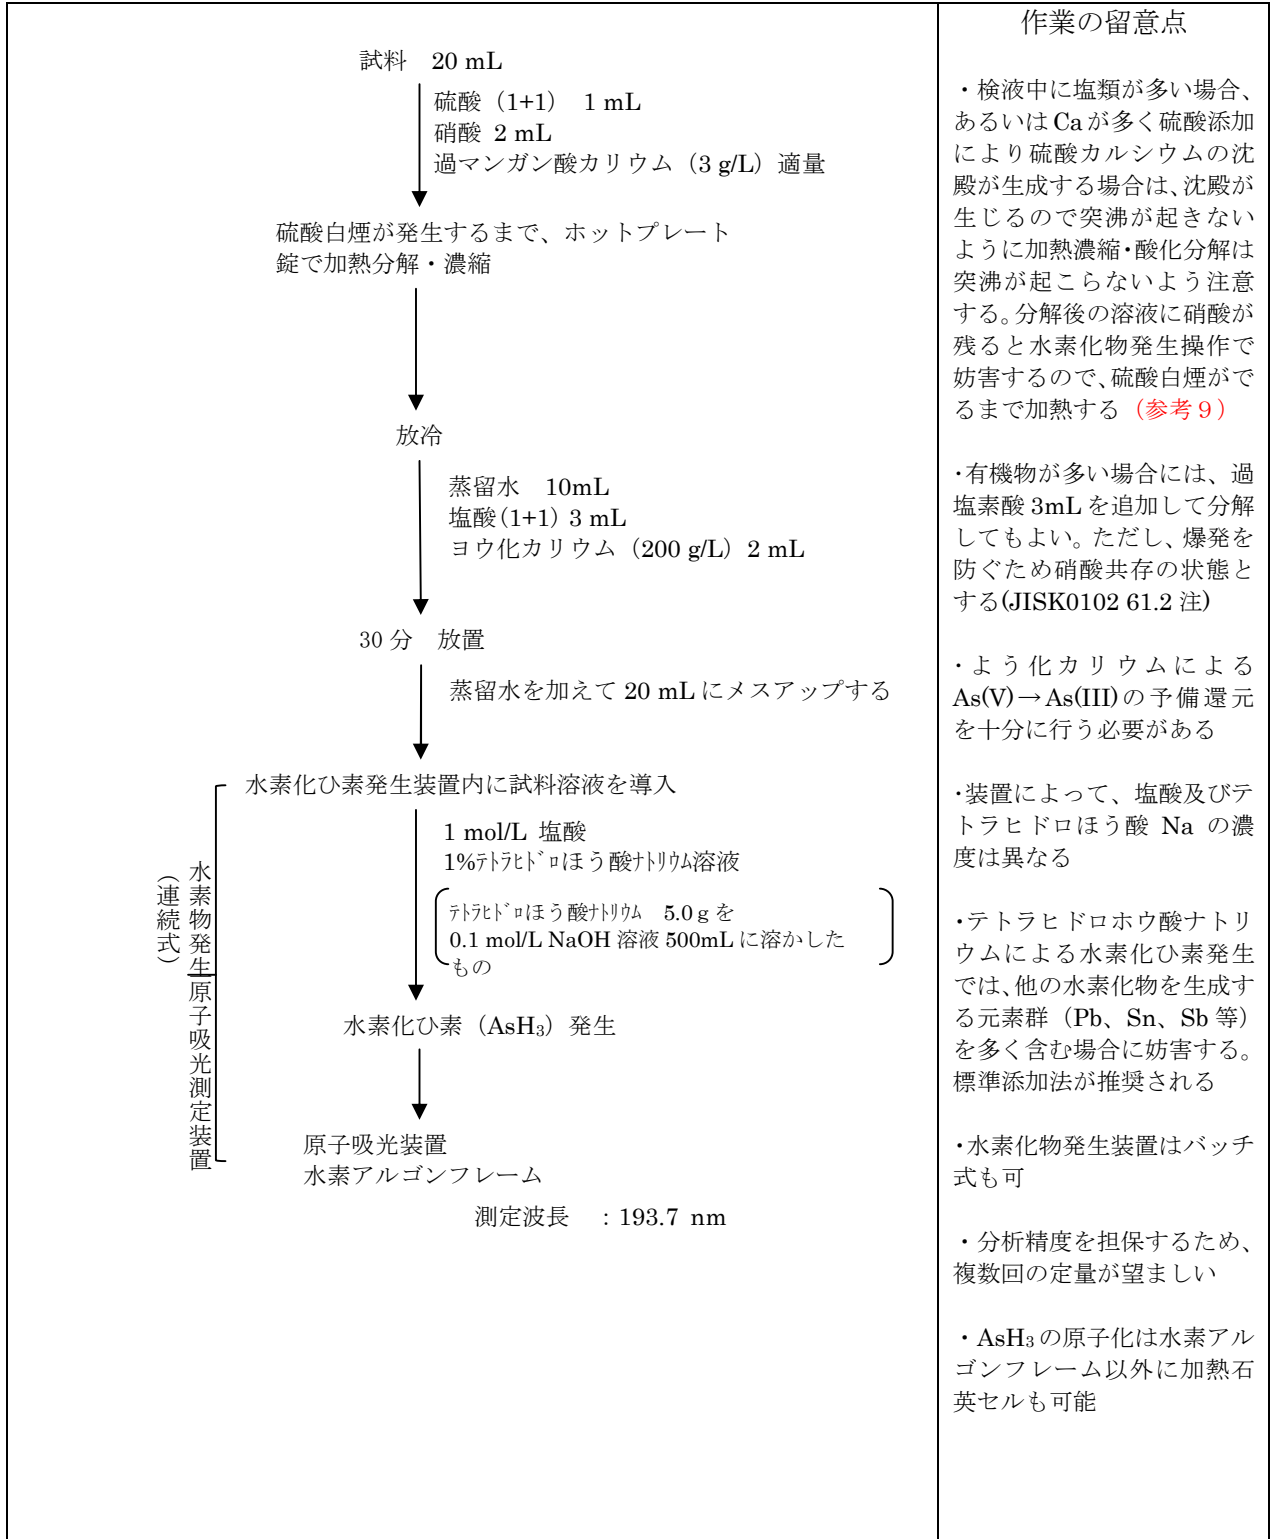 試料　20 mL
硫酸（1+1）　1 mL
硝酸 2 mL
過マンガン酸カリウム（3 g/L）適量
硫酸白煙が発生するまで、ホットプレート
錠で加熱分解・濃縮
放冷
蒸留水　10mL
塩酸(1+1) 3 mL
ヨウ化カリウム（200 g/L）2 mL
30 分　放置
蒸留水を加えて 20 mL にメスアップする
水素化ひ素発生装置内に試料溶液を導入
1 mol/L 塩酸
1%ﾃﾄﾗﾋﾄﾞﾛほう酸ﾅﾄﾘｳﾑ溶液
ﾃﾄﾗﾋﾄﾞﾛほう酸ﾅﾄﾘｳﾑ　5.0 g を
0.1 mol/L NaOH 溶液 500mL に溶かした
もの
水素化ひ素（AsH₃）発生
原子吸光装置
水素アルゴンフレーム
測定波長　: 193.7 nm
水素物発生|原子吸光測定装置
（連続式）
作業の留意点
・検液中に塩類が多い場合、
あるいは Ca が多く硫酸添加
により硫酸カルシウムの沈
殿が生成する場合は、沈殿が
生じるので突沸が起きない
ように加熱濃縮・酸化分解は
突沸が起こらないよう注意
する。分解後の溶液に硝酸が
残ると水素化物発生操作で
妨害するので、硫酸白煙がで
るまで加熱する（参考９）
・有機物が多い場合には、過
塩素酸 3mL を追加して分解
してもよい。ただし、爆発を
防ぐため硝酸共存の状態と
する(JISK0102 61.2 注)
・よう化カリウムによる
As(V)→As(III)の予備還元
を十分に行う必要がある
・装置によって、塩酸及びテ
トラヒドロほう酸 Na の濃
度は異なる
・テトラヒドロホウ酸ナトリ
ウムによる水素化ひ素発生
では、他の水素化物を生成す
る元素群（Pb、Sn、Sb 等）
を多く含む場合に妨害する。
標準添加法が推奨される
・水素化物発生装置はバッチ
式も可
・分析精度を担保するため、
複数回の定量が望ましい
・AsH₃の原子化は水素アル
ゴンフレーム以外に加熱石
英セルも可能